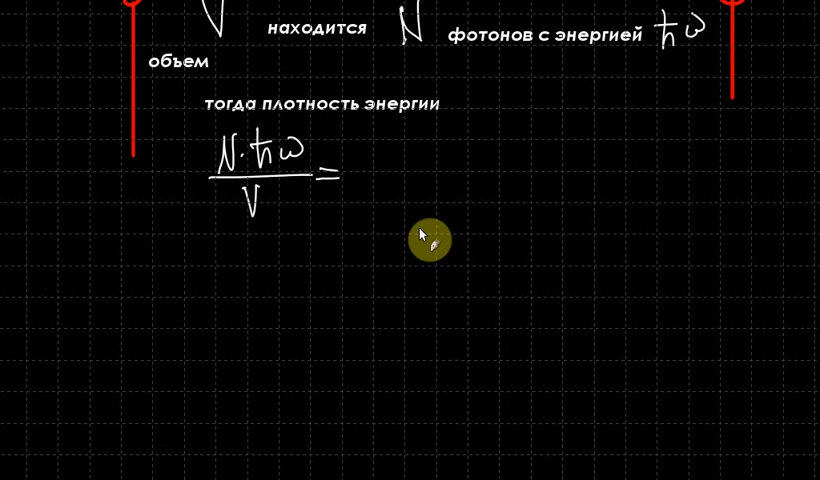 V находится N фотонов с энергией ħω
объем
тогда плотность энергии
N·ħω
V
=